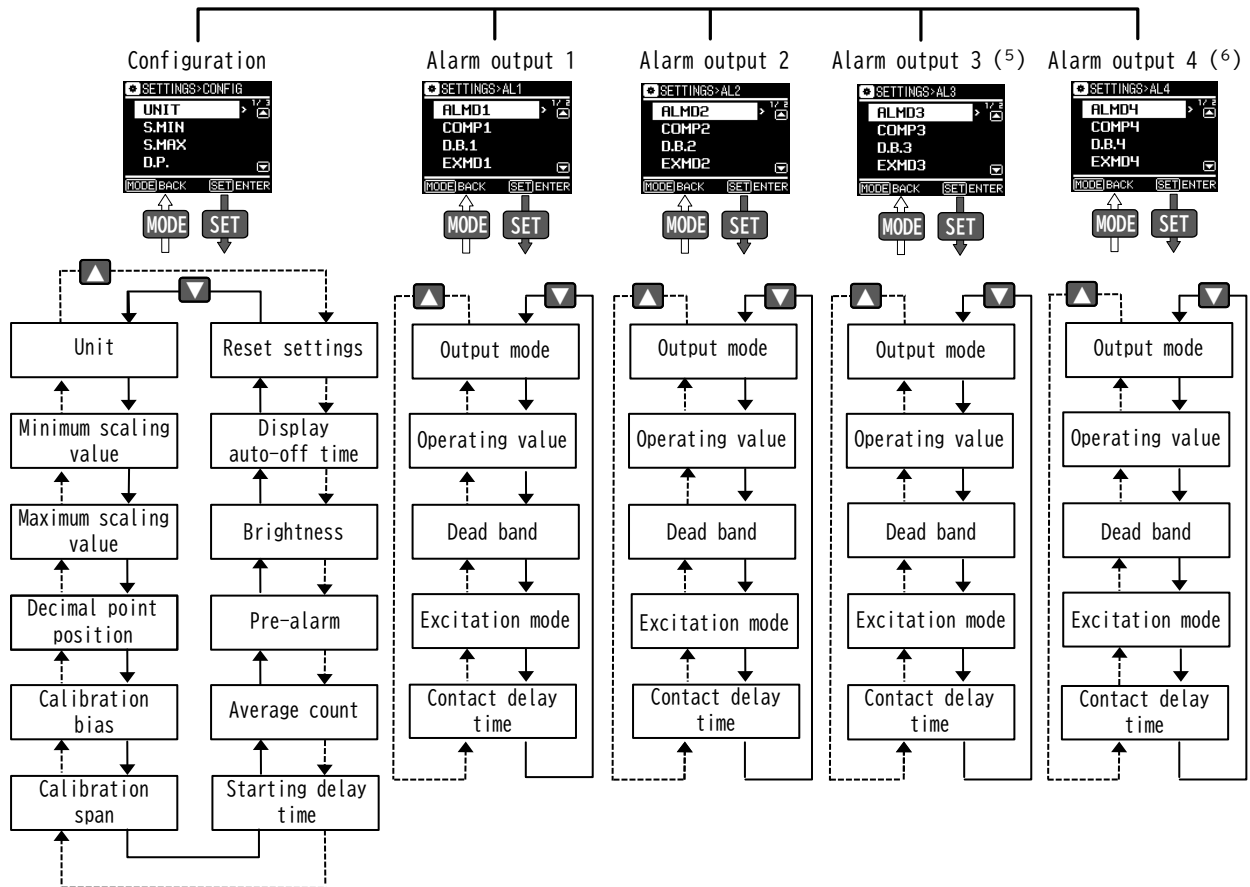 Configuration
SETTINGS>CONFIG
UNIT
> 1/3
S.MIN
S.MAX
D.P.
MODE BACK SET ENTER
MODE SET
Unit
Minimum scaling
value
Maximum scaling
value
Decimal point
position
Calibration
bias
Calibration
span
Reset settings
Display
auto-off time
Brightness
Pre-alarm
Average count
Starting delay
time
Alarm output 1
SETTINGS>AL1
ALMD1
> 1/2
COMP1
D.B.1
EXMD1
MODE BACK SET ENTER
MODE SET
Output mode
Operating value
Dead band
Excitation mode
Contact delay
time
Alarm output 2
SETTINGS>AL2
ALMD2
> 1/2
COMP2
D.B.2
EXMD2
MODE BACK SET ENTER
MODE SET
Output mode
Operating value
Dead band
Excitation mode
Contact delay
time
Alarm output 3 (5)
SETTINGS>AL3
ALMD3
> 1/2
COMP3
D.B.3
EXMD3
MODE BACK SET ENTER
MODE SET
Output mode
Operating value
Dead band
Excitation mode
Contact delay
time
Alarm output 4 (6)
SETTINGS>AL4
ALMD4
> 1/2
COMP4
D.B.4
EXMD4
MODE BACK SET ENTER
MODE SET
Output mode
Operating value
Dead band
Excitation mode
Contact delay
time